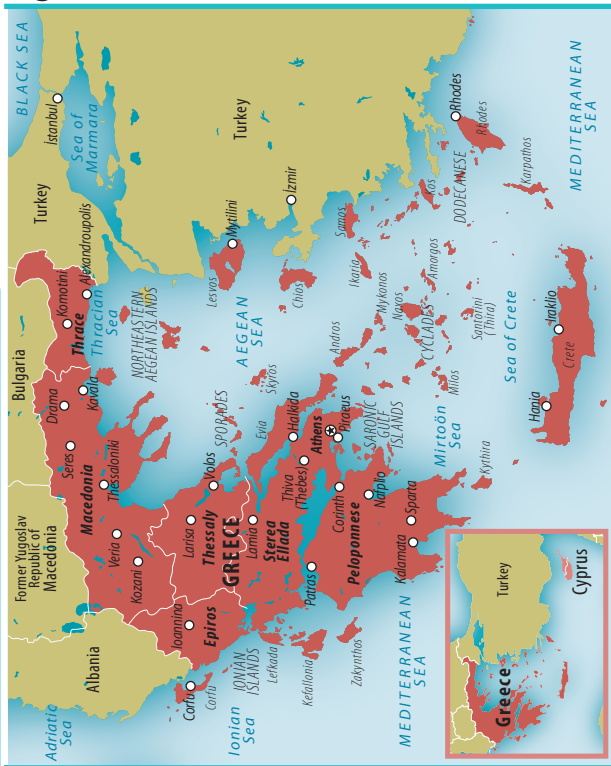 BLACK SEA
İstanbul
Sea of
Marmara
Turkey
Turkey
Bulgaria
Former Yugoslav
Republic of
Macedonia
Albania
Adriatic
Sea
Komotini
Alexandroupolis
Thrace
Thracian
Sea
Drama
Kavala
Seres
Macedonia
Thessaloniki
Veria
Kozani
NORTHEASTERN
AEGEAN ISLANDS
Lesvos
Mytilini
İzmir
AEGEAN
SEA
Chios
Samos
Ikaria
Ioannina
Epiros
Corfu
Corfu
Larisa
Thessaly
Volos
SPORADES
Skyros
GREECE
Lamia
Sterea
Ellada
Evia
Halkida
Thiva
(Thebes)
Athens
Piraeus
Andros
Mykonos
Naxos
CYCLADES
Amorgos
Santorini
(Thira)
Milos
Kos
DODECANESE
Rhodes
Rhodes
Karpathos
Ionian
Sea
IONIAN
ISLANDS
Lefkada
Kefallonia
Zakynthos
Patras
Corinth
Nafplio
SARONIC
GULF
ISLANDS
Peloponnese
Sparta
Kalamata
Mirtoön
Sea
Kythira
MEDITERRANEAN
SEA
Sea of Crete
Hania
Iraklio
Crete
MEDITERRANEAN
SEA
Greece
Turkey
Cyprus